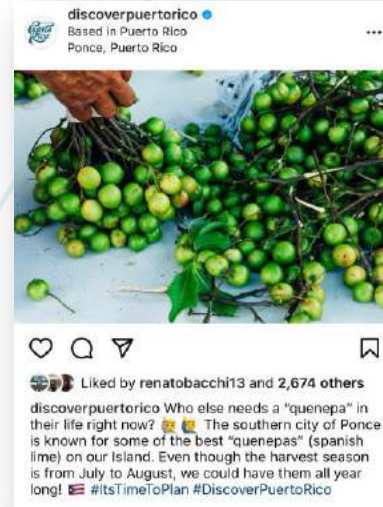 discoverpuertorico
Based in Puerto Rico
Ponce, Puerto Rico
Puerto Rico
Liked by renatobacchi13 and 2,674 others
discoverpuertorico Who else needs a "quenepa" in
their life right now? 🙋‍♂️ 🙋 The southern city of Ponce
is known for some of the best "quenepas" (spanish
lime) on our Island. Even though the harvest season
is from July to August, we could have them all year
long! 🇵🇷 #ItsTimeToPlan #DiscoverPuertoRico